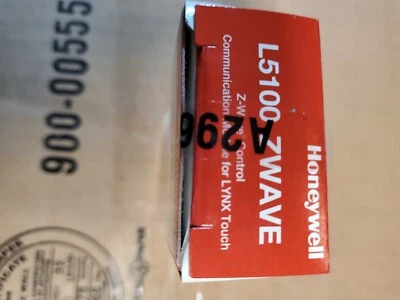 Honeywell
L5100-ZWAVE
Z-Wave Control
Communication Module for LYNX Touch
A296
900-00555